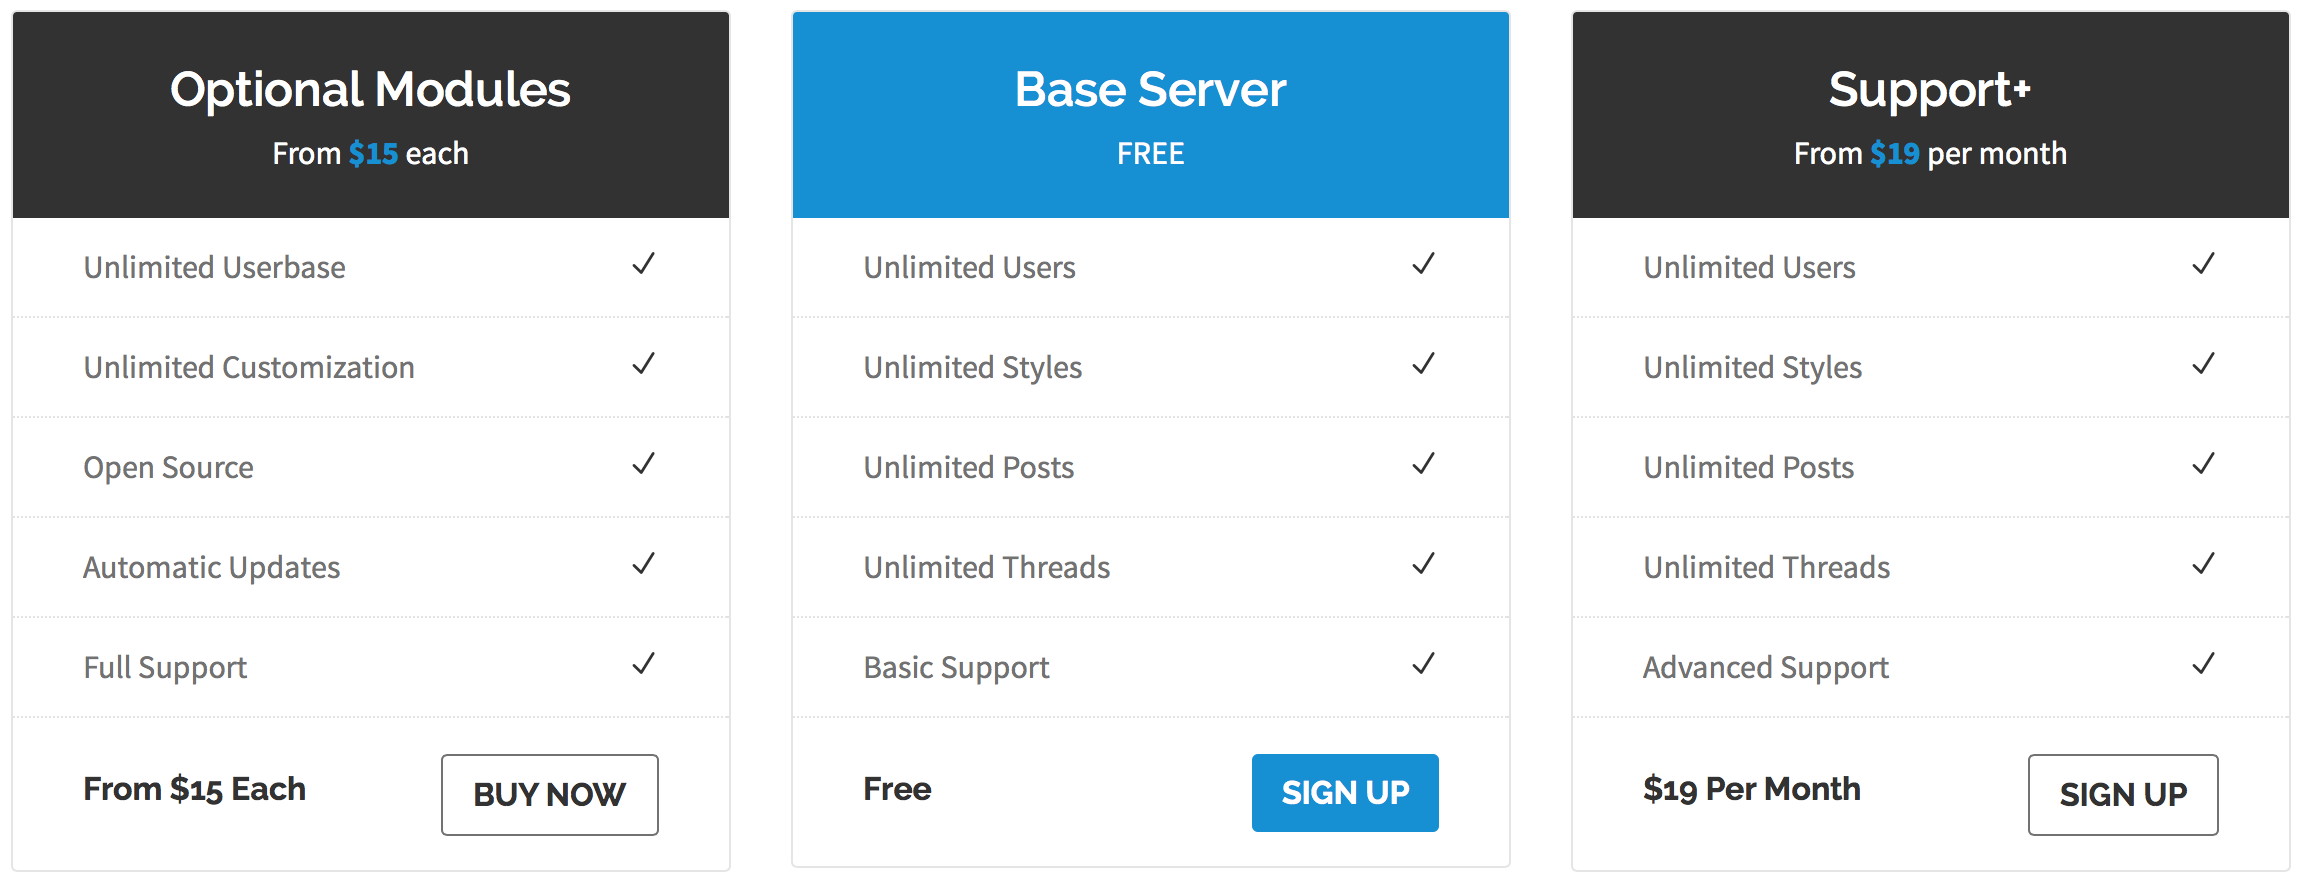 Optional Modules
From $15 each
Unlimited Userbase
Unlimited Customization
Open Source
Automatic Updates
Full Support
From $15 Each
BUY NOW
Base Server
FREE
Unlimited Users
Unlimited Styles
Unlimited Posts
Unlimited Threads
Basic Support
Free
SIGN UP
Support+
From $19 per month
Unlimited Users
Unlimited Styles
Unlimited Posts
Unlimited Threads
Advanced Support
$19 Per Month
SIGN UP